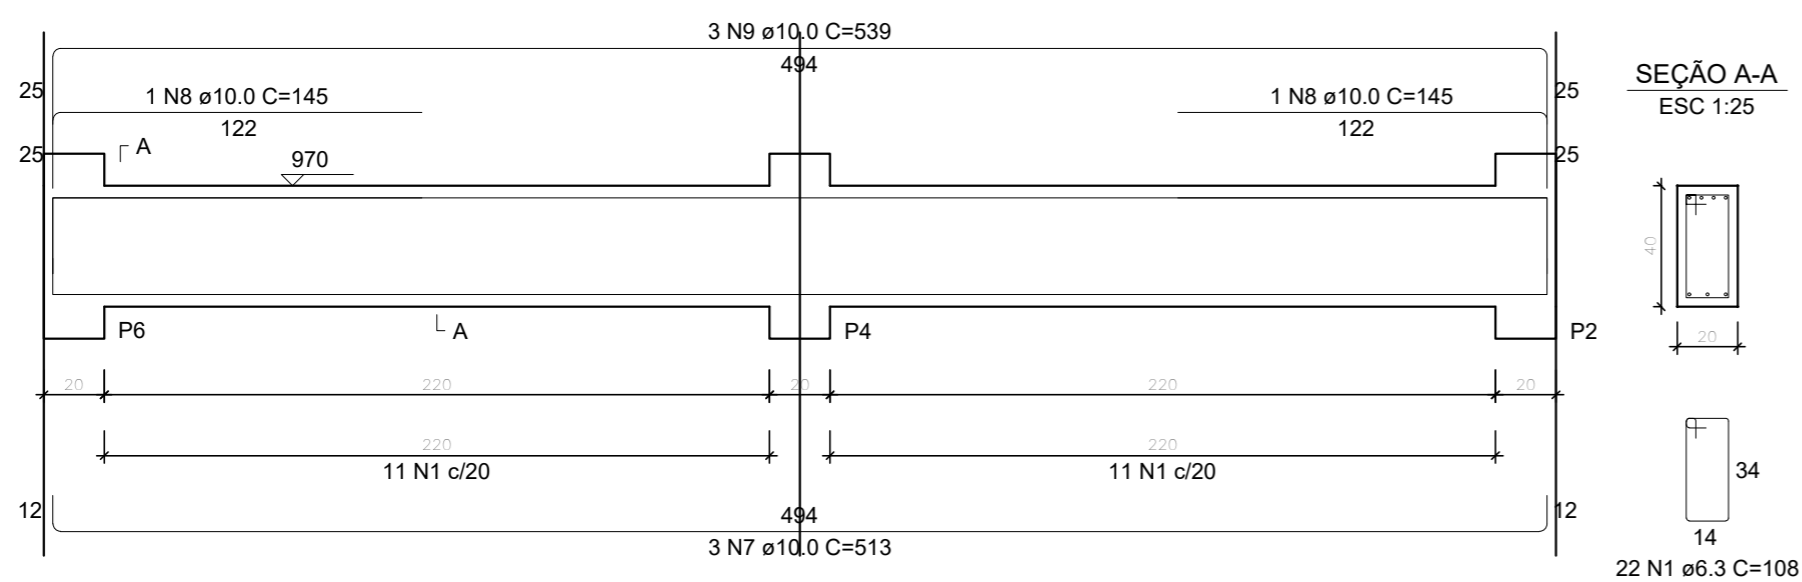 3 N9 ø10.0 C=539
494
25
1 N8 ø10.0 C=145
122
1 N8 ø10.0 C=145
122
25
SEÇÃO A-A
ESC 1:25
25
A
970
25
40
20
P6
A
P4
P2
20
220
20
220
20
220
11 N1 c/20
220
11 N1 c/20
34
14
22 N1 ø6.3 C=108
12
494
12
3 N7 ø10.0 C=513